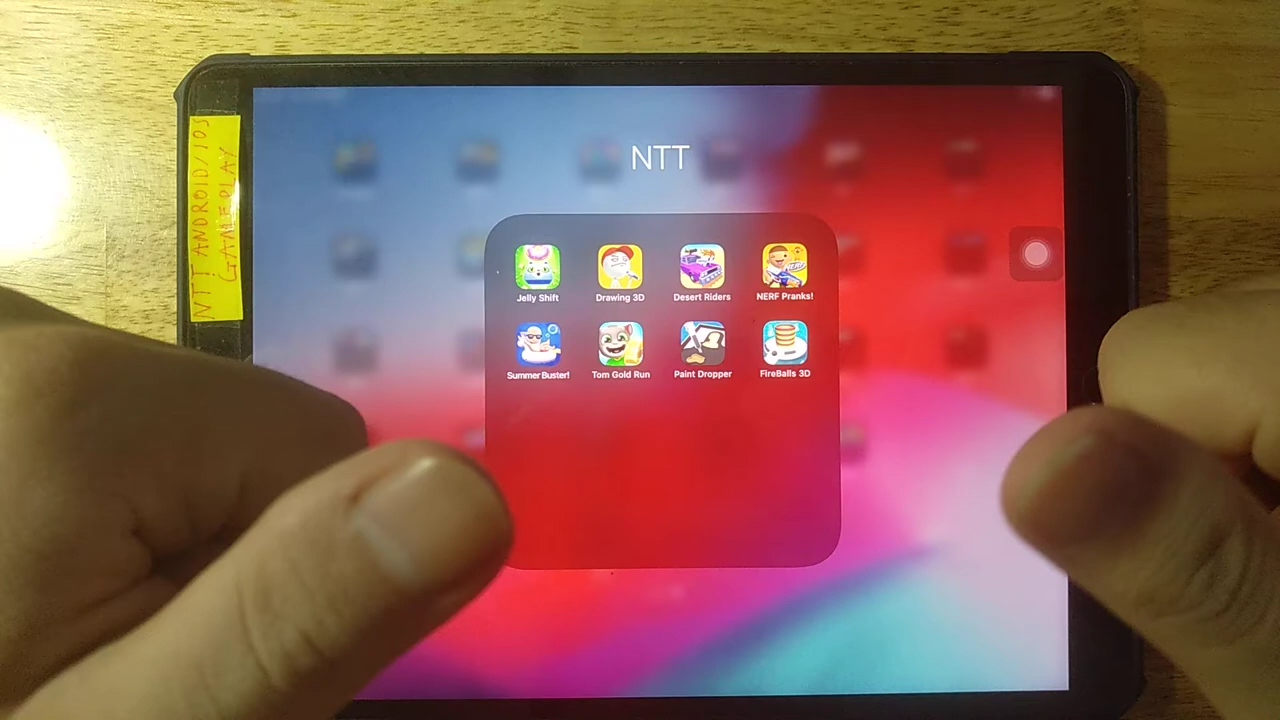 NTT ANDROID/IOS
GAMEPLAY
NTT
Jelly Shift
Drawing 3D
Desert Riders
NERF Pranks!
Summer Buster!
Tom Gold Run
Paint Dropper
FireBalls 3D